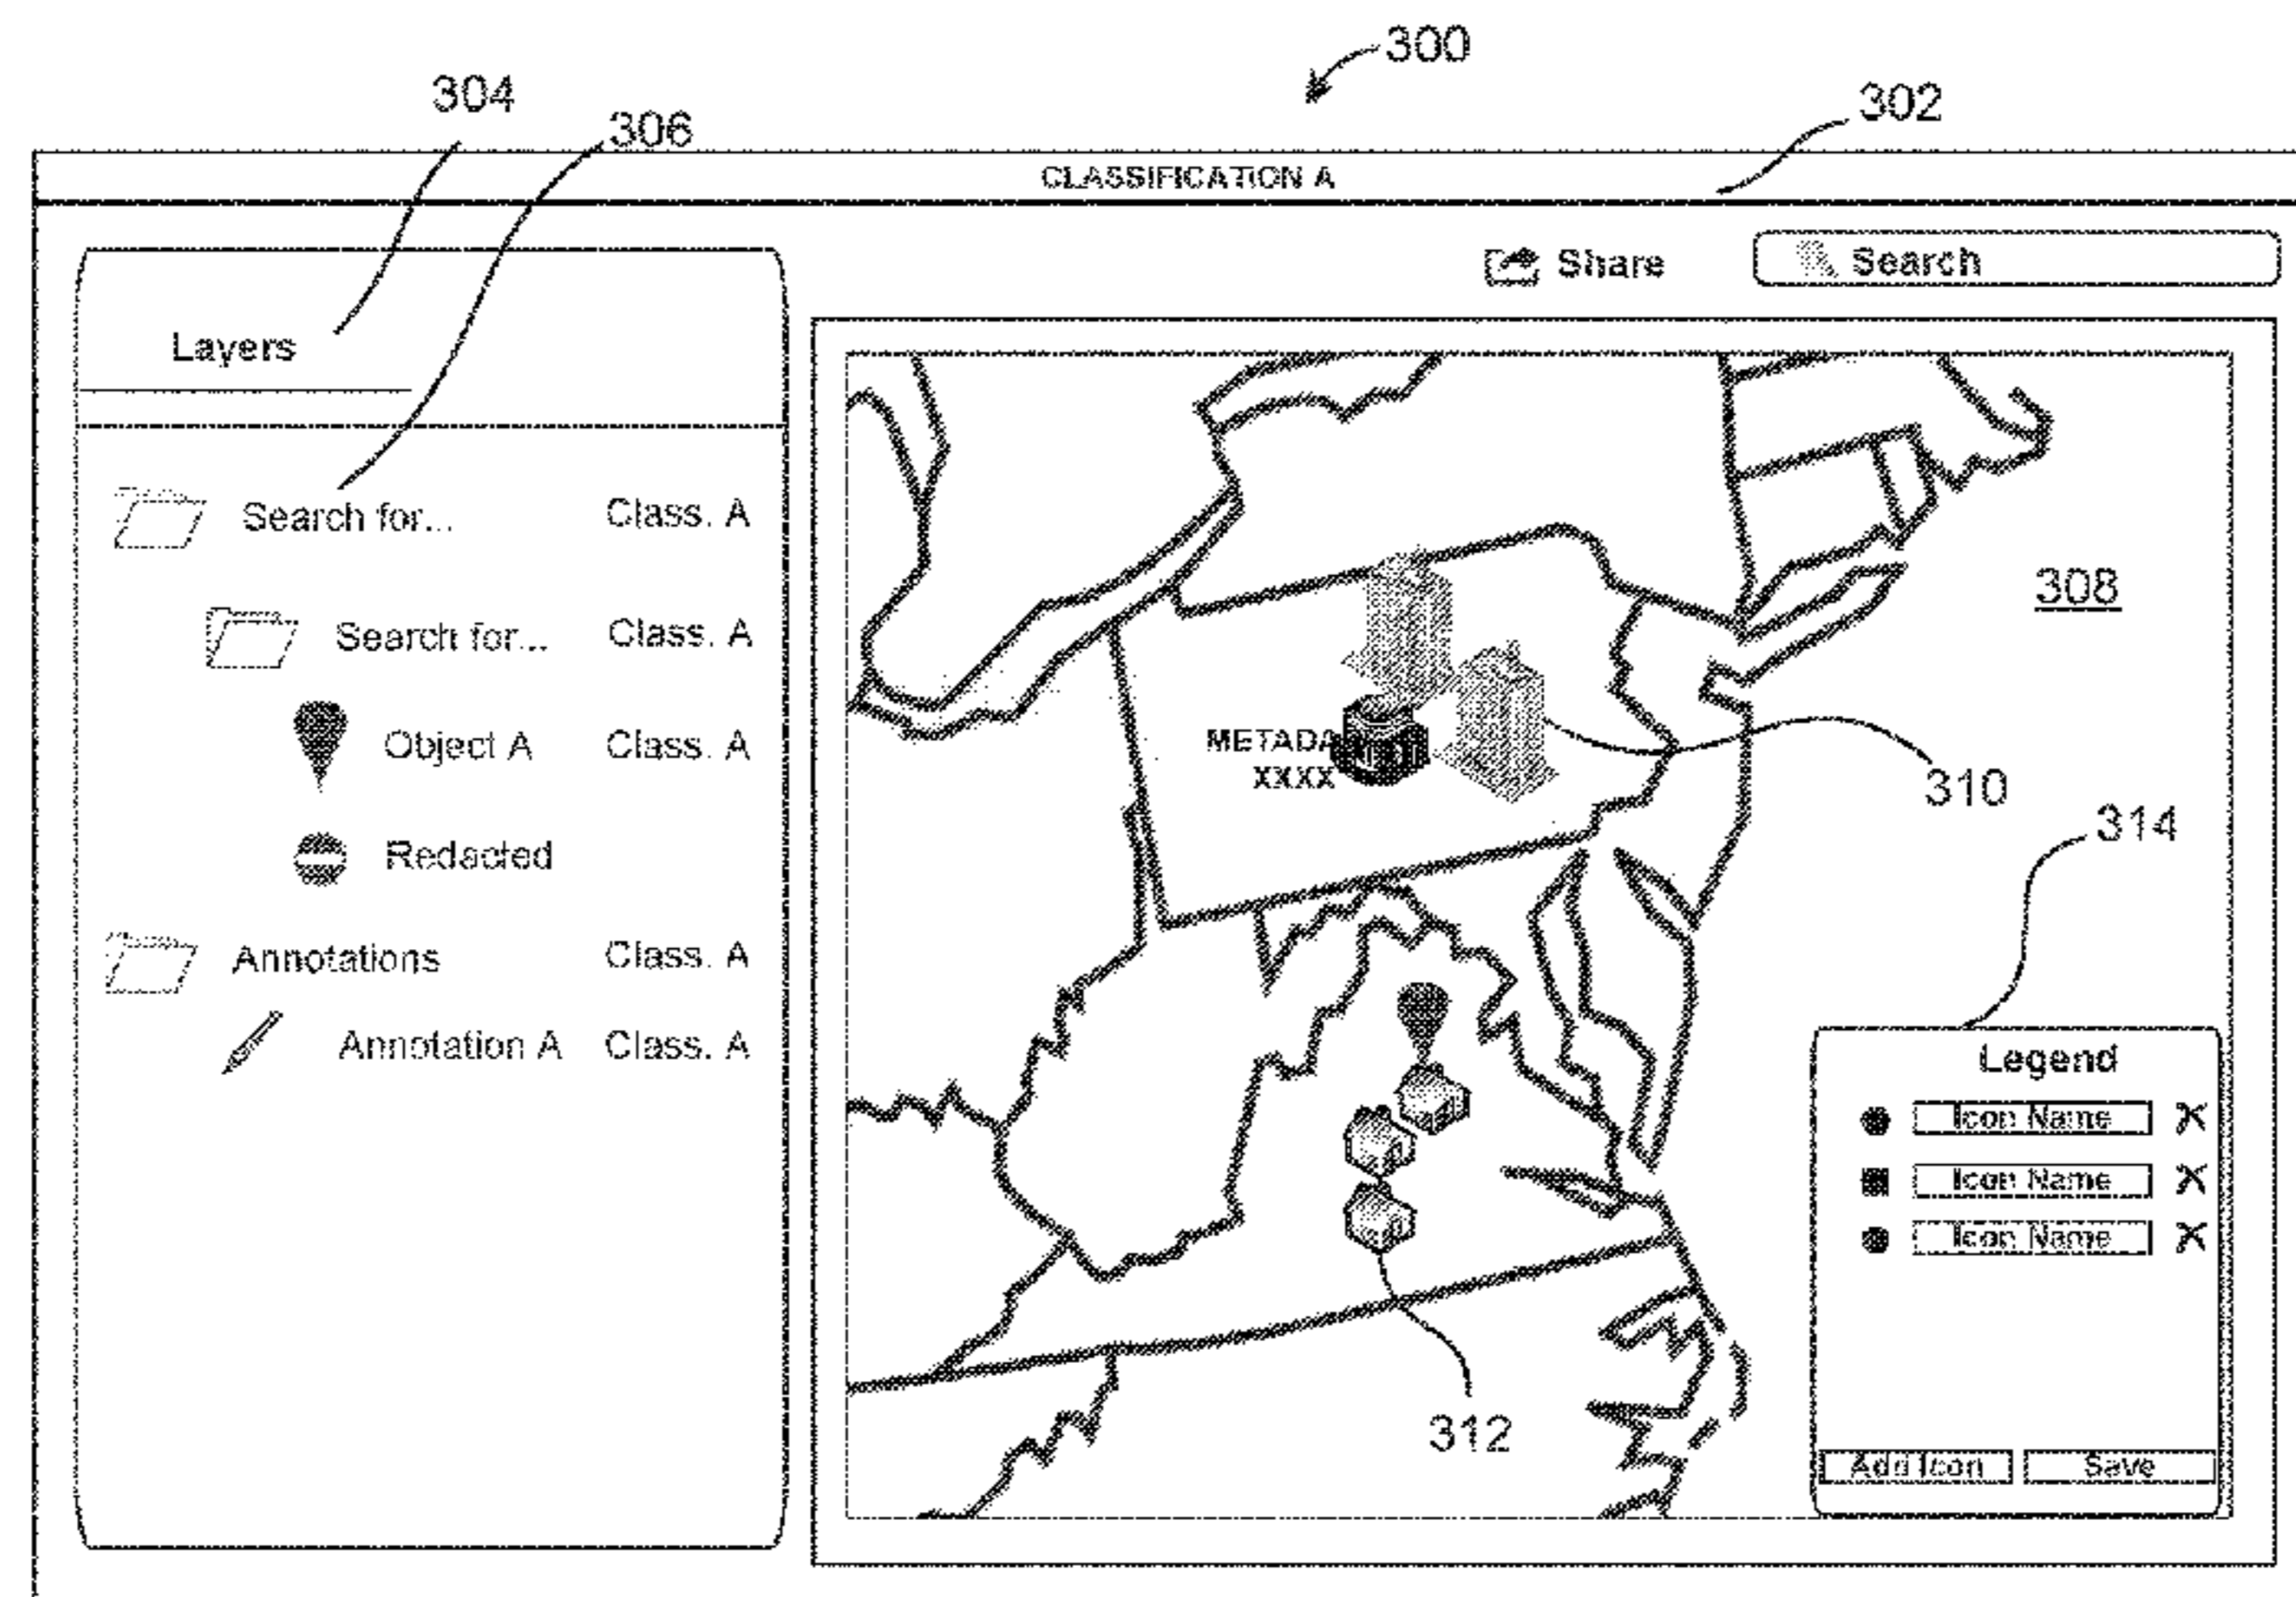 300
304
302
306
CLASSIFICATION A
Share
Search
Layers
Search for...
Class. A
Search for...
Class. A
Object A
Class. A
Redacted
Annotations
Class. A
Annotation A
Class. A
308
METADA
XXXX
310
314
312
Legend
Icon Name X
Icon Name X
Icon Name X
Add Icon
Save